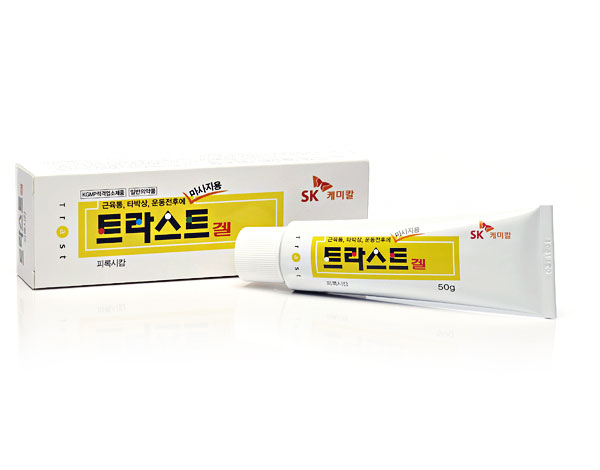 KGMP적격업소제품 일반의약품
근육통, 타박상, 운동전후에 마사지용
트라스트 겔
피록시캄
Trast
SK 케미칼
근육통, 타박상, 운동전후에 마사지용
트라스트 겔
피록시캄
Trast
SK 케미칼
50g